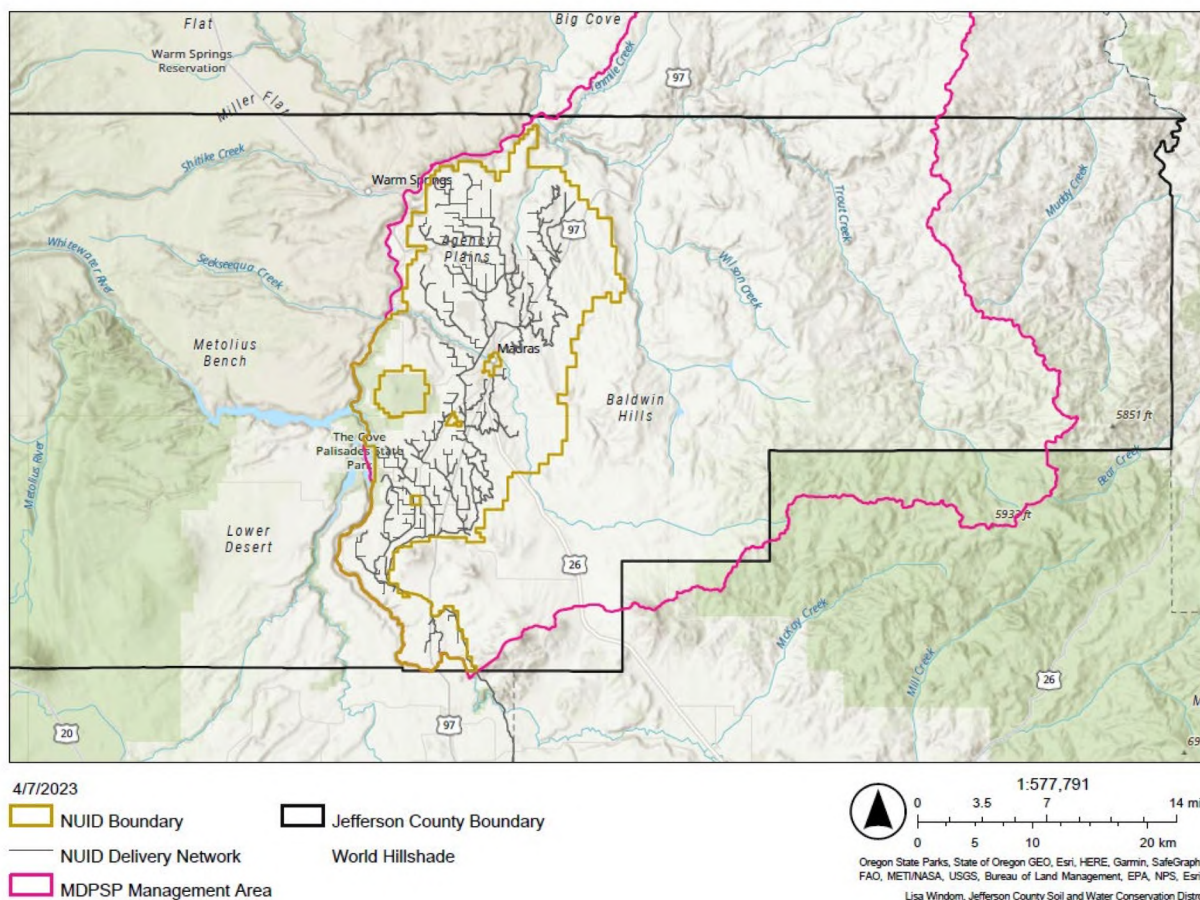 Flat
Big Cove
Warm Springs
Reservation
97
Tenmile Creek
Miller Flat
Shitike Creek
Warm Springs
Trout Creek
Muddy Creek
97
Agency
Plains
Whitewater River
Seekseequa Creek
Wilson Creek
Metolius
Bench
Madras
Baldwin
Hills
5851 ft
The Cove
Palisades State
Park
Metolius River
Bear Creek
5933 ft
Lower
Desert
26
McKay Creek
Mill Creek
26
97
20
M
69
4/7/2023
NUID Boundary
Jefferson County Boundary
NUID Delivery Network
World Hillshade
MDPSP Management Area
1:577,791
0 3.5 7 14 mi
0 5 10 20 km
Oregon State Parks, State of Oregon GEO, Esri, HERE, Garmin, SafeGraph
FAO, METI/NASA, USGS, Bureau of Land Management, EPA, NPS, Esri
Lisa Windom, Jefferson County Soil and Water Conservation Distr